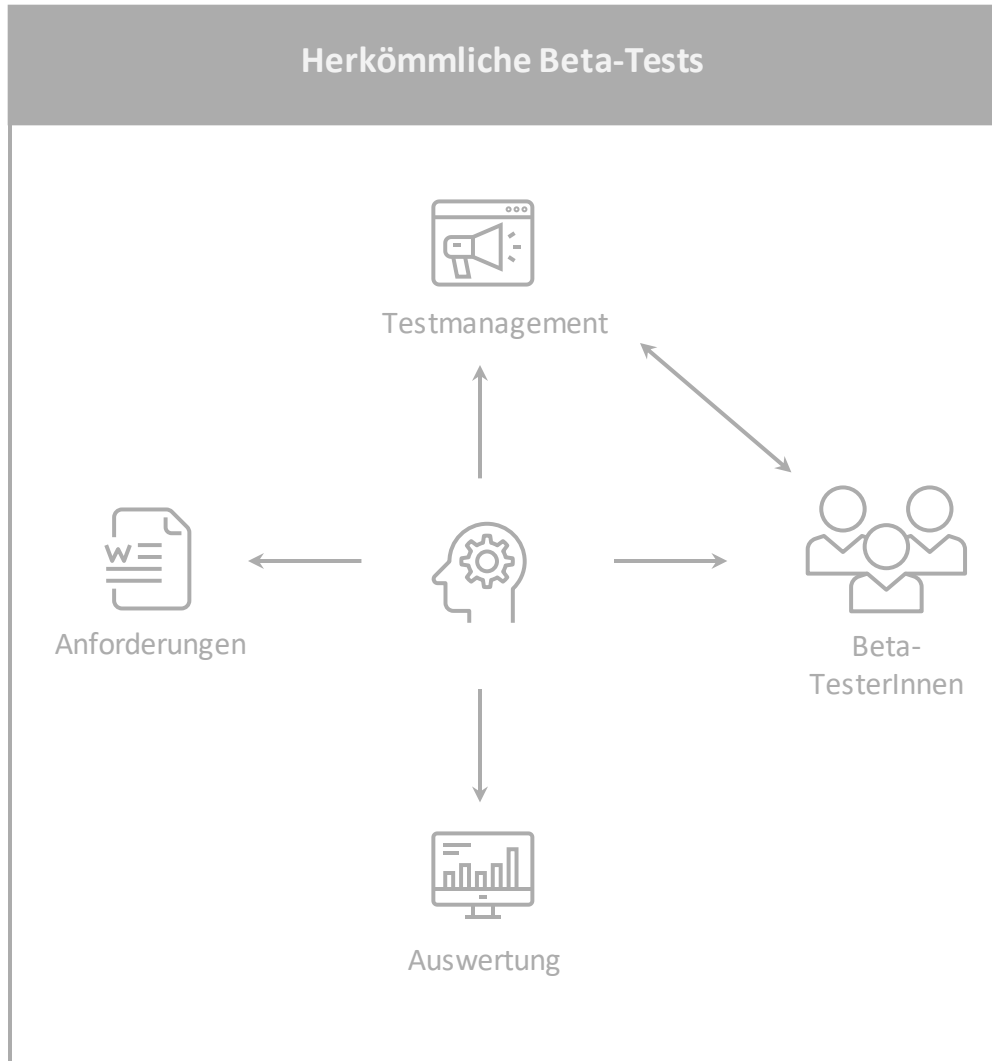 Herkömmliche Beta-Tests
Testmanagement
W
Anforderungen
Beta-
TesterInnen
Auswertung